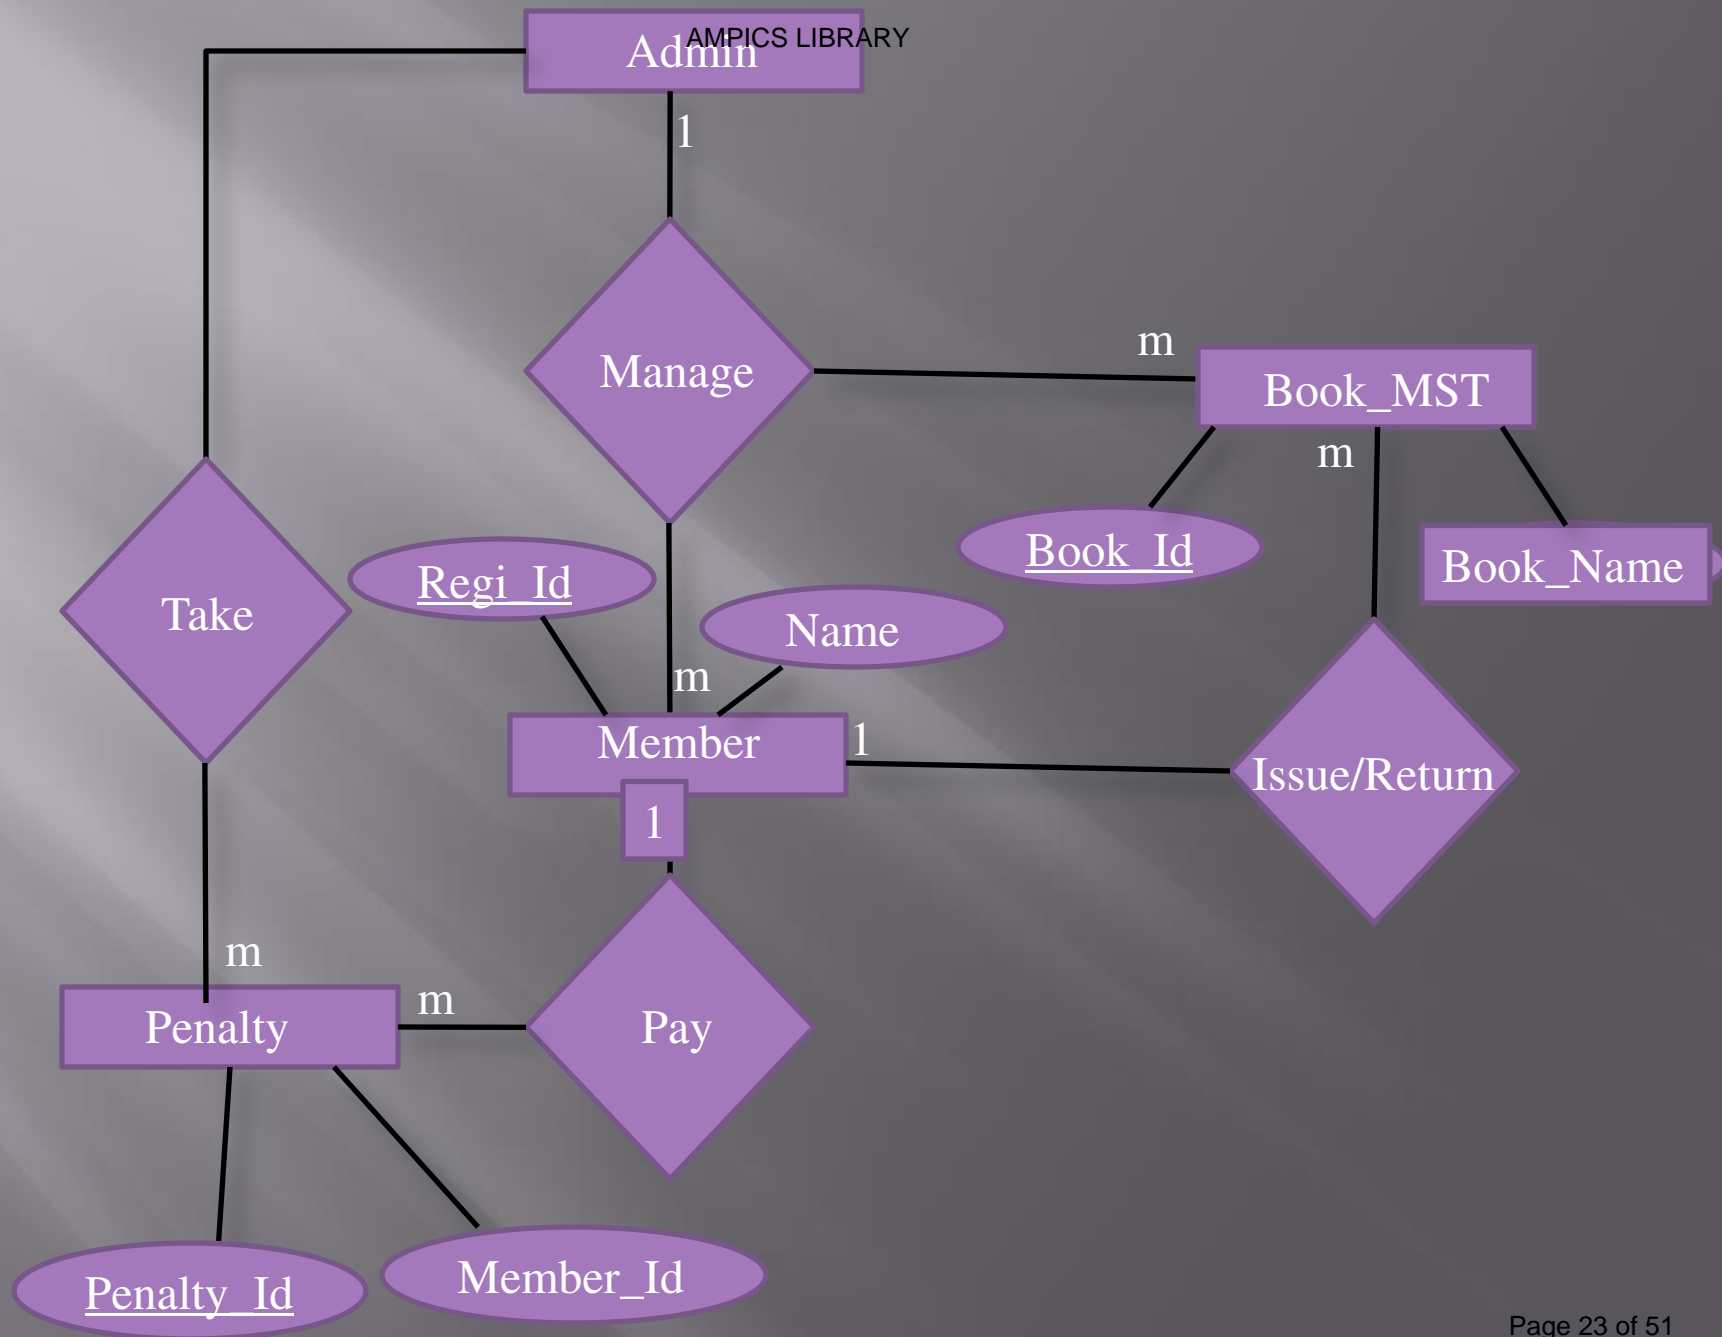 AMPICS LIBRARY
Admin
1
Manage
m
Book_MST
m
Book_Id
Book_Name
Take
Regi_Id
Name
m
Member
1
Issue/Return
1
m
m
Penalty
Pay
Penalty_Id
Member_Id
Page 23 of 51